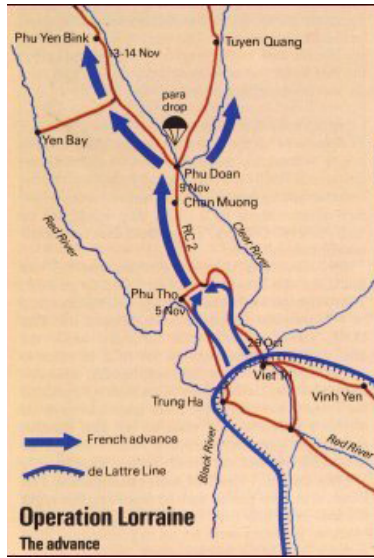 Phu Yen Bink
13-14 Nov
Tuyen Quang
para
drop
Yen Bay
Phu Doan
9 Nov
Chan Muong
Red River
RC 2
Clear River
Phu Tho
5 Nov
29 Oct
Viet Tri
Trung Ha
Vinh Yen
Black River
Red River
French advance
de Lattre Line
Operation Lorraine
The advance